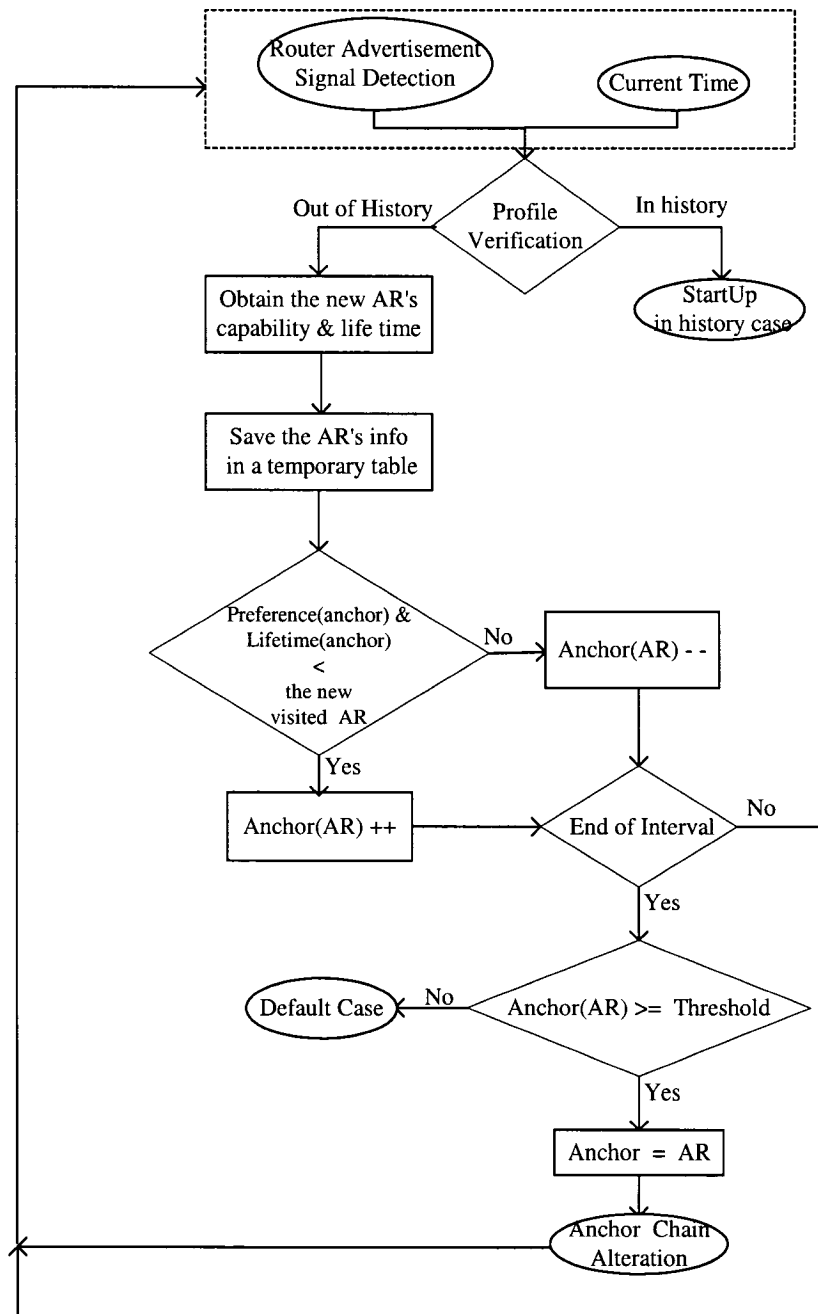 Router Advertisement
Signal Detection
Current Time
Out of History
Profile
Verification
In history
Obtain the new AR's
capability & life time
StartUp
in history case
Save the AR's info
in a temporary table
Preference(anchor) &
Lifetime(anchor)
<
the new
visited AR
No
Anchor(AR) - -
Yes
Anchor(AR) ++
End of Interval
No
Yes
Default Case
No
Anchor(AR) >= Threshold
Yes
Anchor = AR
Anchor Chain
Alteration